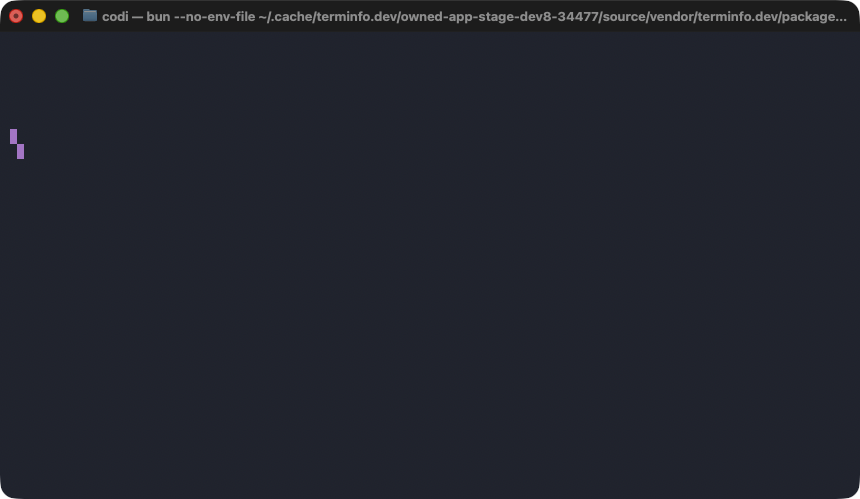 codi — bun --no-env-file ~/.cache/terminfo.dev/owned-app-stage-dev8-34477/source/vendor/terminfo.dev/package...